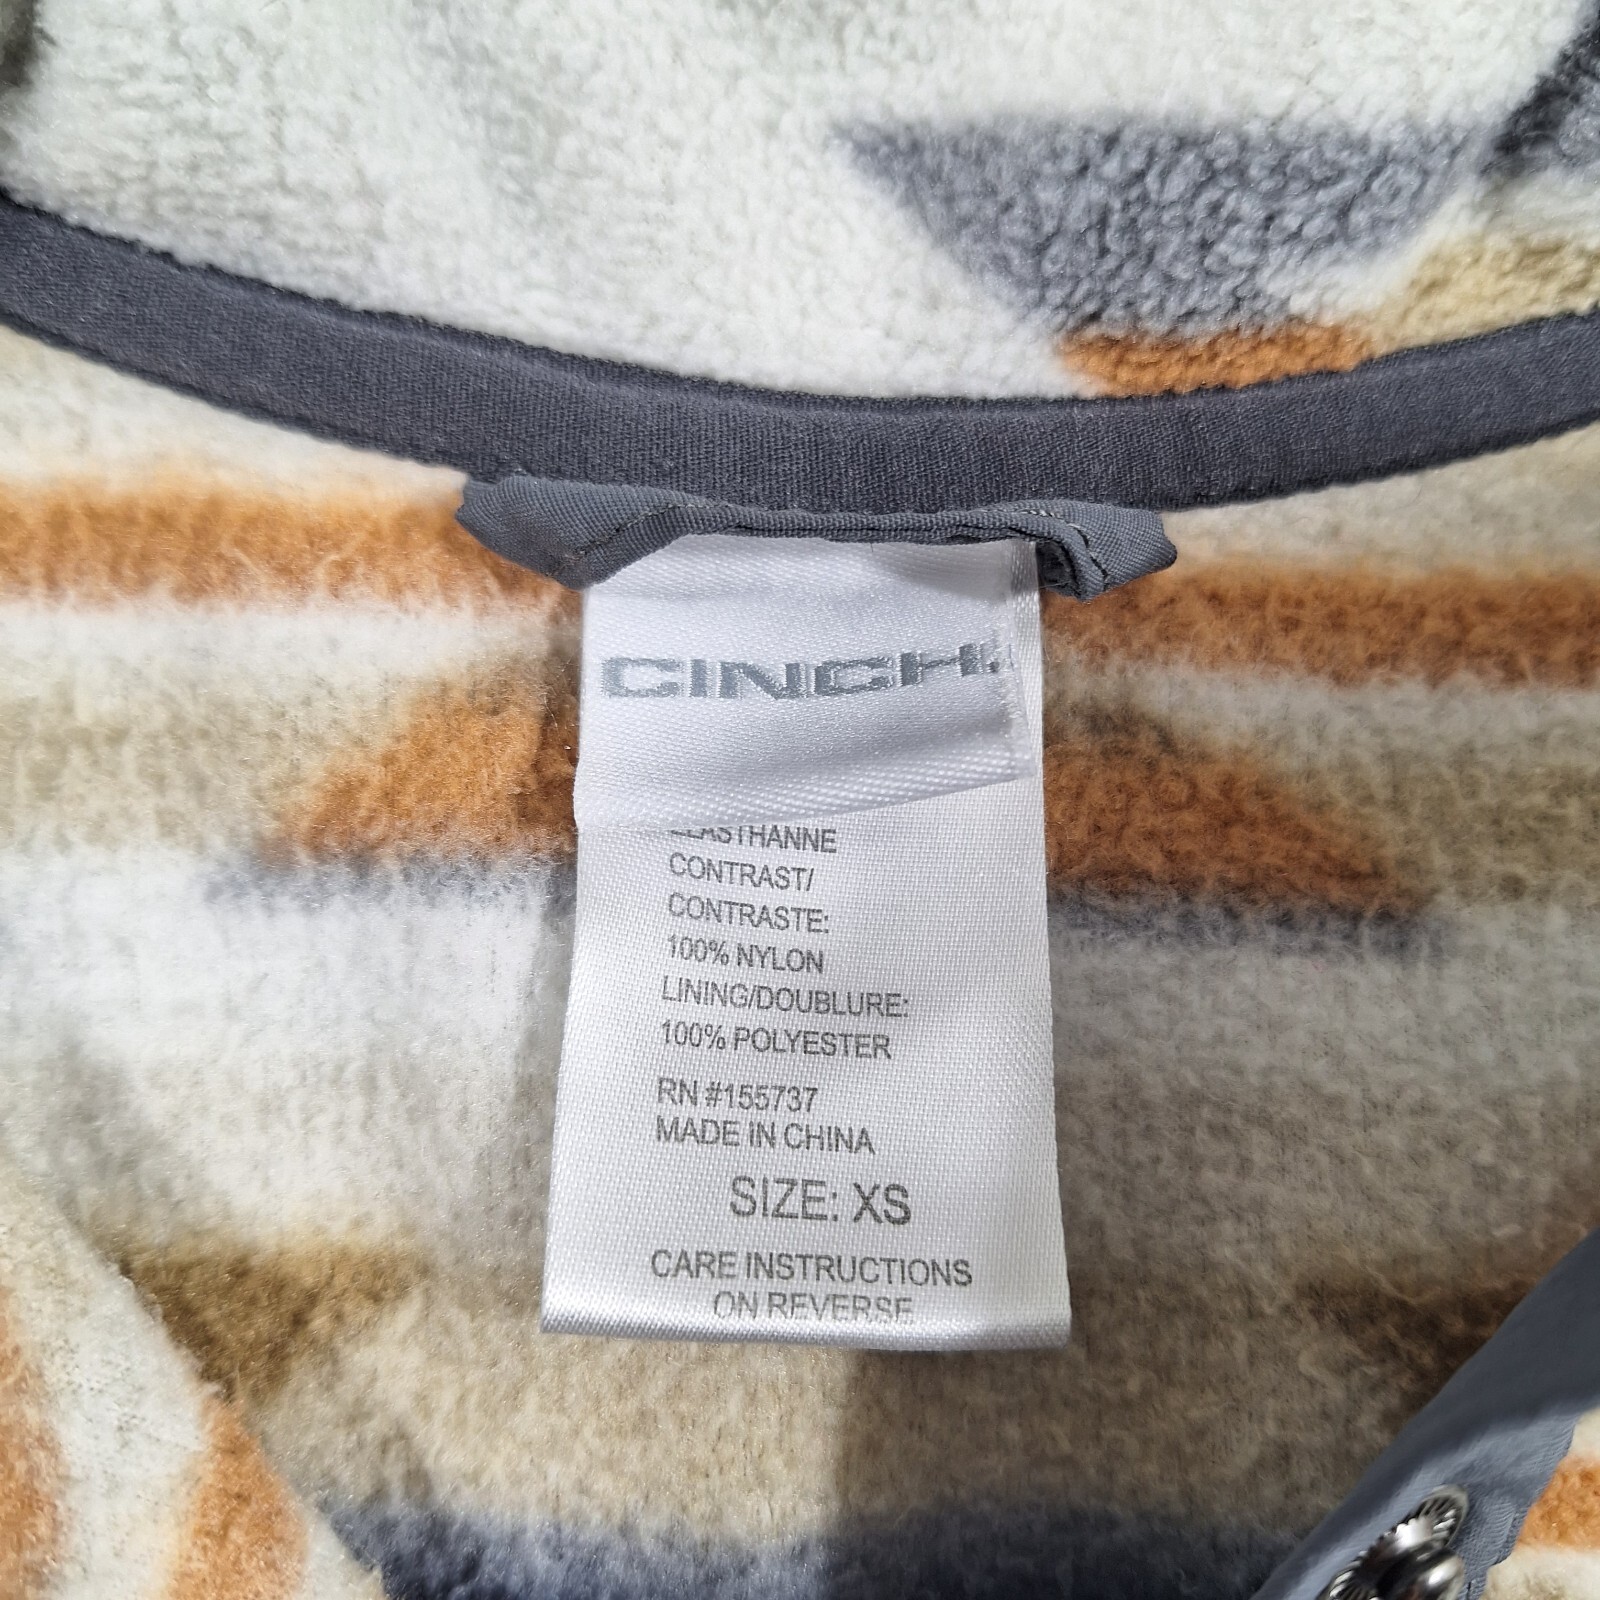 CINCH.
ELASTHANNE
CONTRAST/
CONTRASTE:
100% NYLON
LINING/DOUBLURE:
100% POLYESTER
RN #155737
MADE IN CHINA
SIZE: XS
CARE INSTRUCTIONS
ON REVERSE